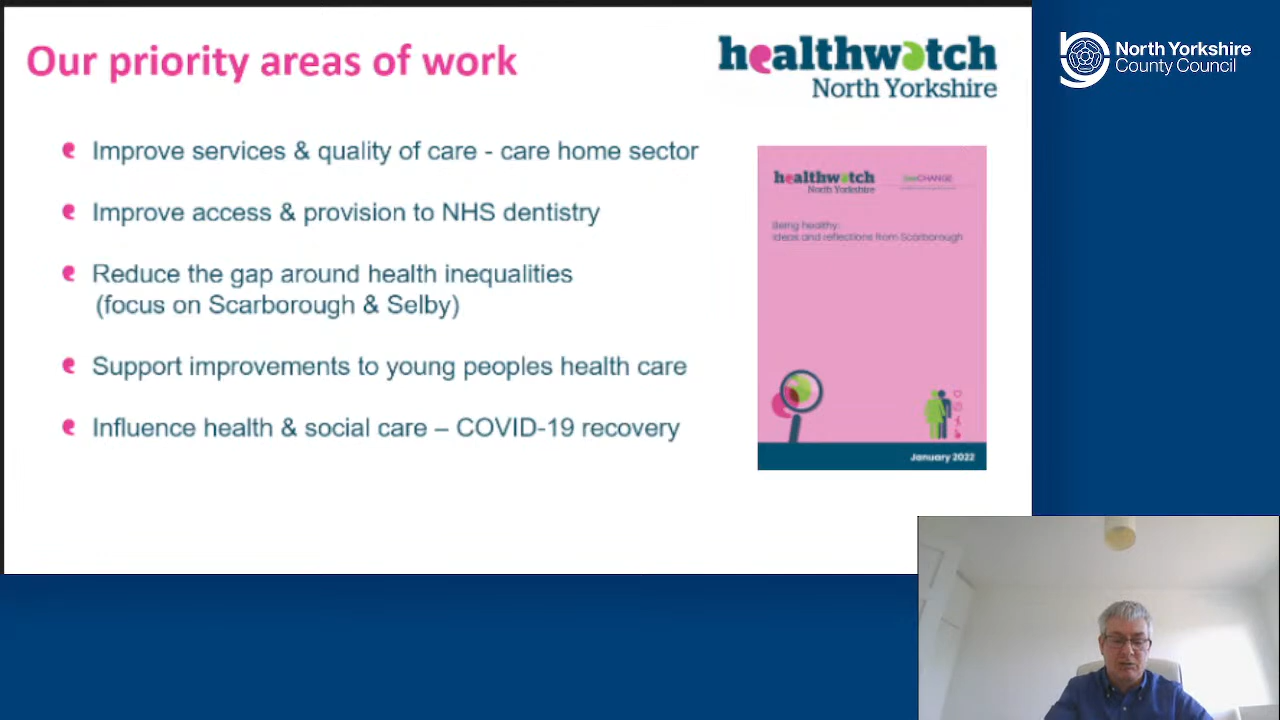 Our priority areas of work
healthwatch
North Yorkshire
North Yorkshire
County Council
Improve services & quality of care - care home sector
Improve access & provision to NHS dentistry
Reduce the gap around health inequalities
(focus on Scarborough & Selby)
Support improvements to young peoples health care
Influence health & social care – COVID-19 recovery
healthwatch
North Yorkshire
CHANGE
Being healthy:
ideas and reflections from Scarborough
January 2022